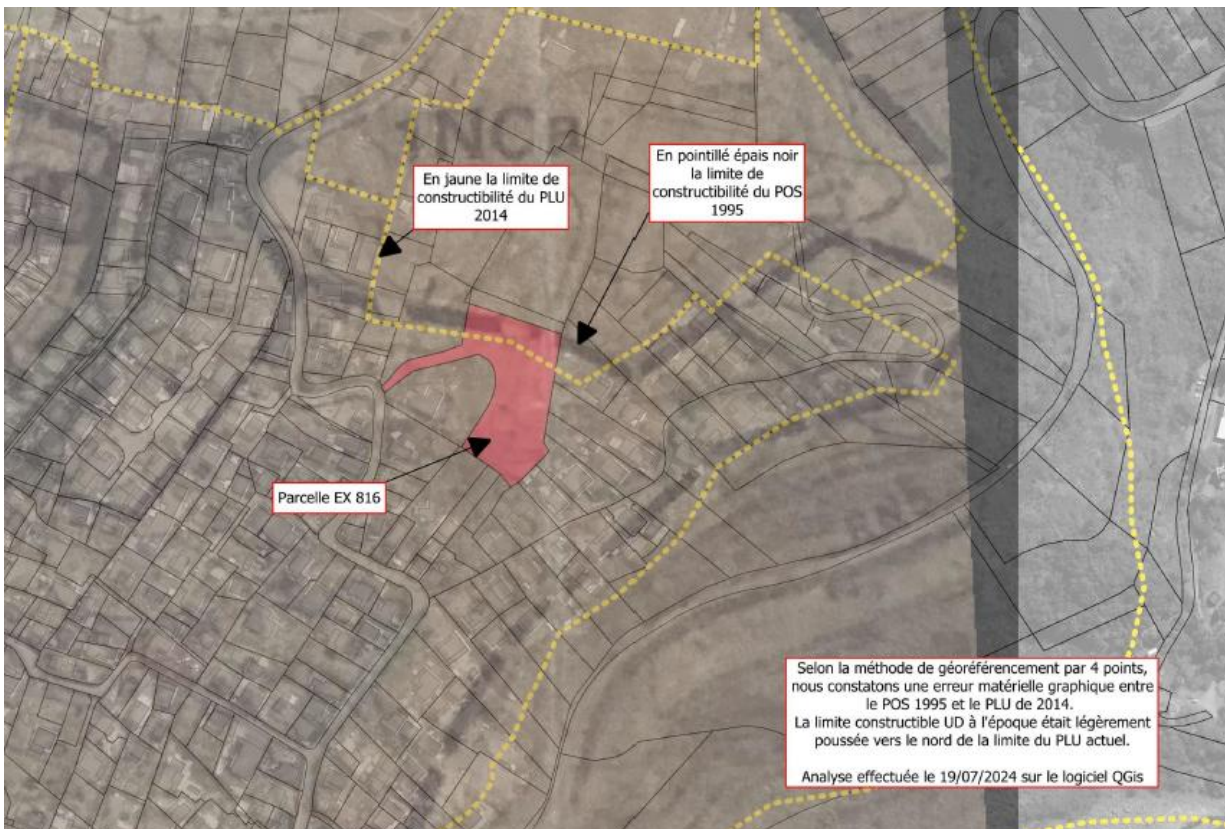 NCa
En jaune la limite de
constructibilité du PLU
2014
En pointillé épais noir
la limite de
constructibilité du POS
1995
Parcelle EX 816
Selon la méthode de géoréférencement par 4 points,
nous constatons une erreur matérielle graphique entre
le POS 1995 et le PLU de 2014.
La limite constructible UD à l'époque était légèrement
poussée vers le nord de la limite du PLU actuel.
Analyse effectuée le 19/07/2024 sur le logiciel QGis